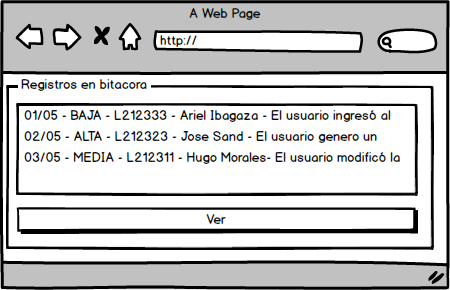 A Web Page
http://
Registros en bitacora
01/05 - BAJA - L212333 - Ariel Ibagaza - El usuario ingresó al
02/05 - ALTA - L212323 - Jose Sand - El usuario genero un
03/05 - MEDIA - L212311 - Hugo Morales- El usuario modificó la
Ver